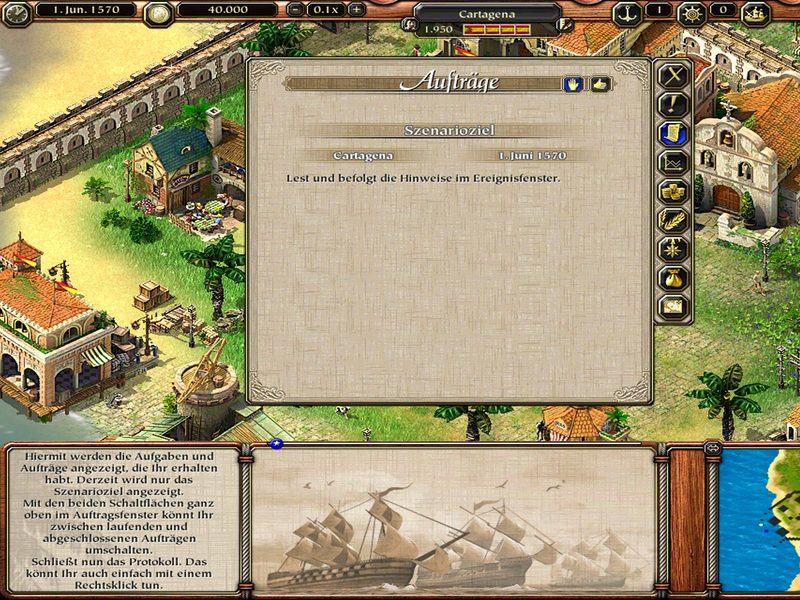 1. Jun. 1570
40.000
0.1x
Cartagena
1.950
1
0
Aufträge
Szenarioziel
Cartagena
1. Juni 1570
Lest und befolgt die Hinweise im Ereignisfenster.
Hiermit werden die Aufgaben und
Aufträge angezeigt, die Ihr erhalten
habt. Derzeit wird nur das
Szenarioziel angezeigt.
Mit den beiden Schaltflächen ganz
oben im Auftragsfenster könnt Ihr
zwischen laufenden und
abgeschlossenen Aufträgen
umschalten.
Schließt nun das Protokoll. Das
könnt Ihr auch einfach mit einem
Rechtsklick tun.